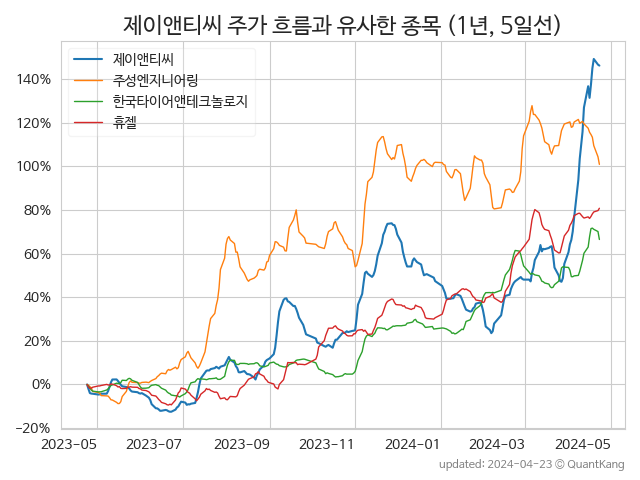 제이앤티씨 주가 흐름과 유사한 종목 (1년, 5일선)
제이앤티씨
주성엔지니어링
한국타이어앤테크놀로지
휴젤
140%
120%
100%
80%
60%
40%
20%
0%
−20%
2023-05 2023-07 2023-09 2023-11 2024-01 2024-03 2024-05
updated: 2024-04-23 © QuantKang